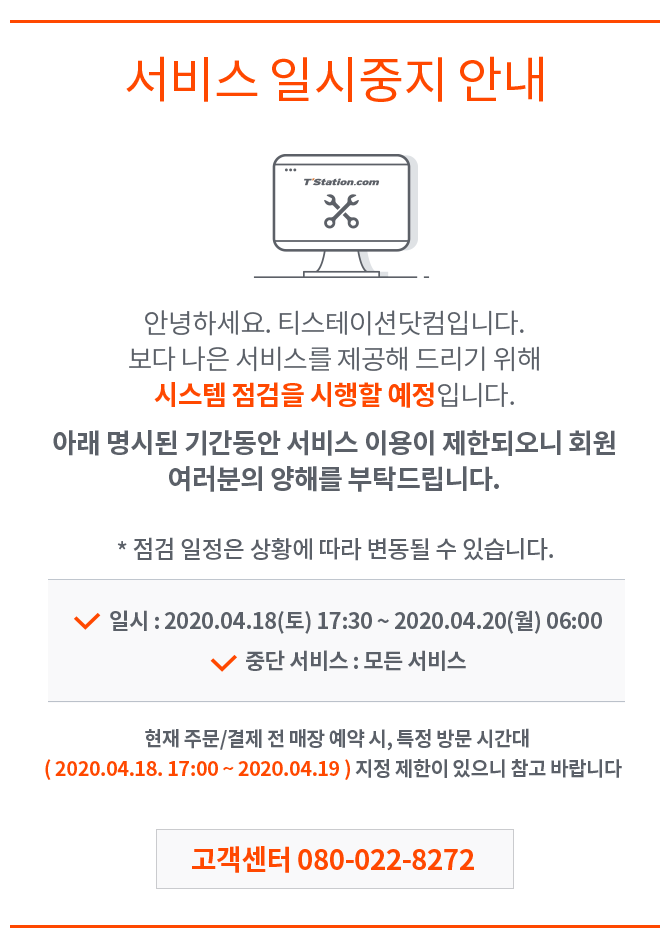 서비스 일시중지 안내
T'Station.com
안녕하세요. 티스테이션닷컴입니다.
보다 나은 서비스를 제공해 드리기 위해
시스템 점검을 시행할 예정입니다.
아래 명시된 기간동안 서비스 이용이 제한되오니 회원
여러분의 양해를 부탁드립니다.
* 점검 일정은 상황에 따라 변동될 수 있습니다.
일시 : 2020.04.18(토) 17:30 ~ 2020.04.20(월) 06:00
중단 서비스 : 모든 서비스
현재 주문/결제 전 매장 예약 시, 특정 방문 시간대
( 2020.04.18. 17:00 ~ 2020.04.19 ) 지정 제한이 있으니 참고 바랍니다
고객센터 080-022-8272